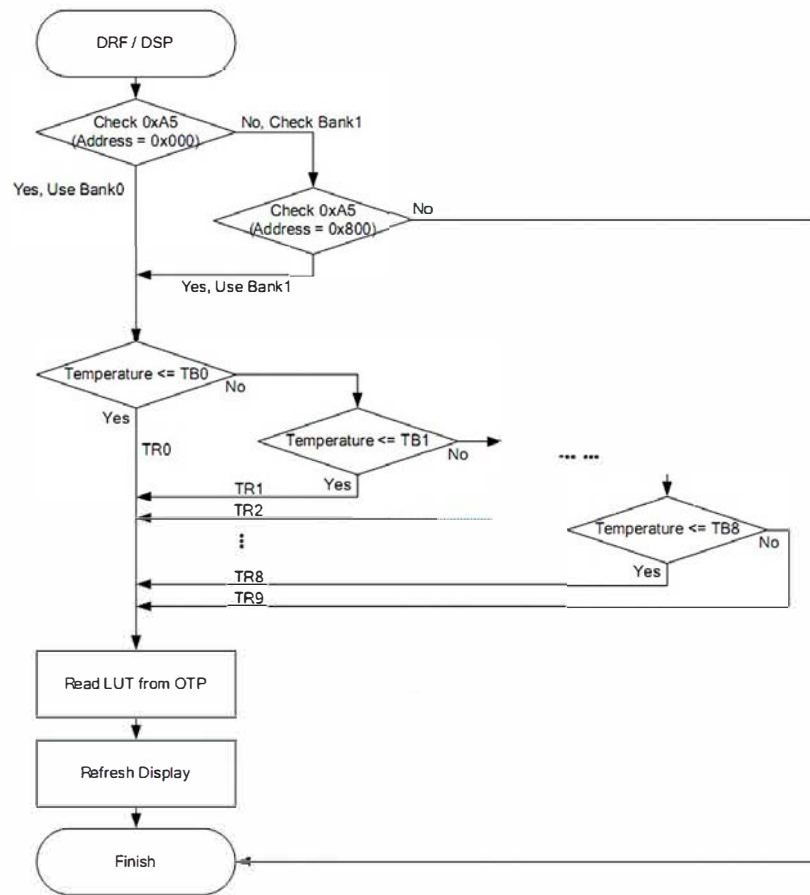 DRF / DSP
Check 0xA5
(Address = 0x000)
No, Check Bank1
Yes, Use Bank0
Check 0xA5
(Address = 0x800)
No
Yes, Use Bank1
Temperature <= TB0
No
Yes
TR0
Temperature <= TB1
No
Yes
... ...
TR1
TR2
Temperature <= TB8
No
Yes
⋮
TR8
TR9
Read LUT from OTP
Refresh Display
Finish